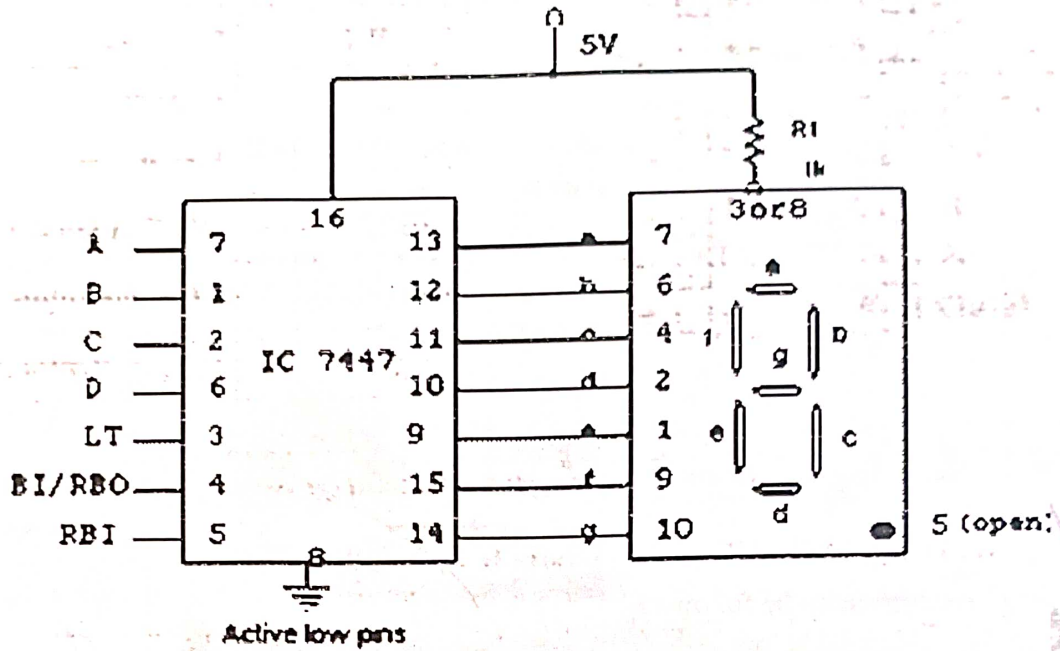 5V
R1
1k
16
3or8
A 7 13 a 7
B 1 12 b 6
C 2 11 c 4
IC 7447
D 6 10 d 2
LT 3 9 e 1
BI/RBO 4 15 f 9
RBI 5 14 g 10
8
a
f b
g
e c
d
5 (open)
Active low pins